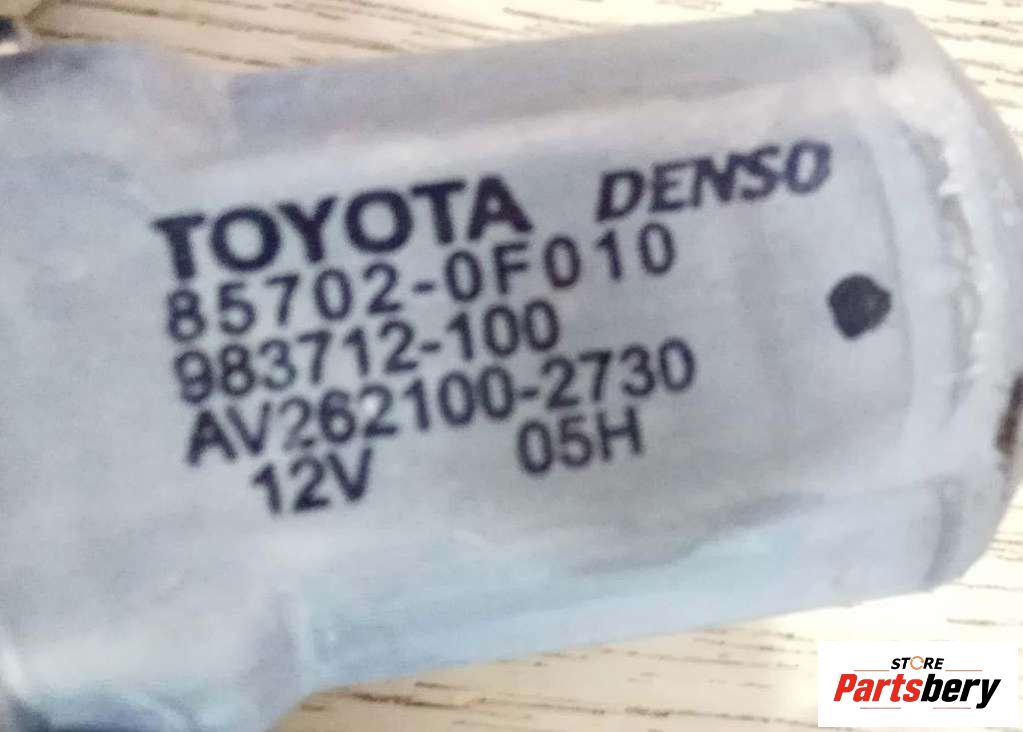 TOYOTA DENSO
85702-0F010
983712-100
AV262100-2730
12V 05H
STORE
Partsbery